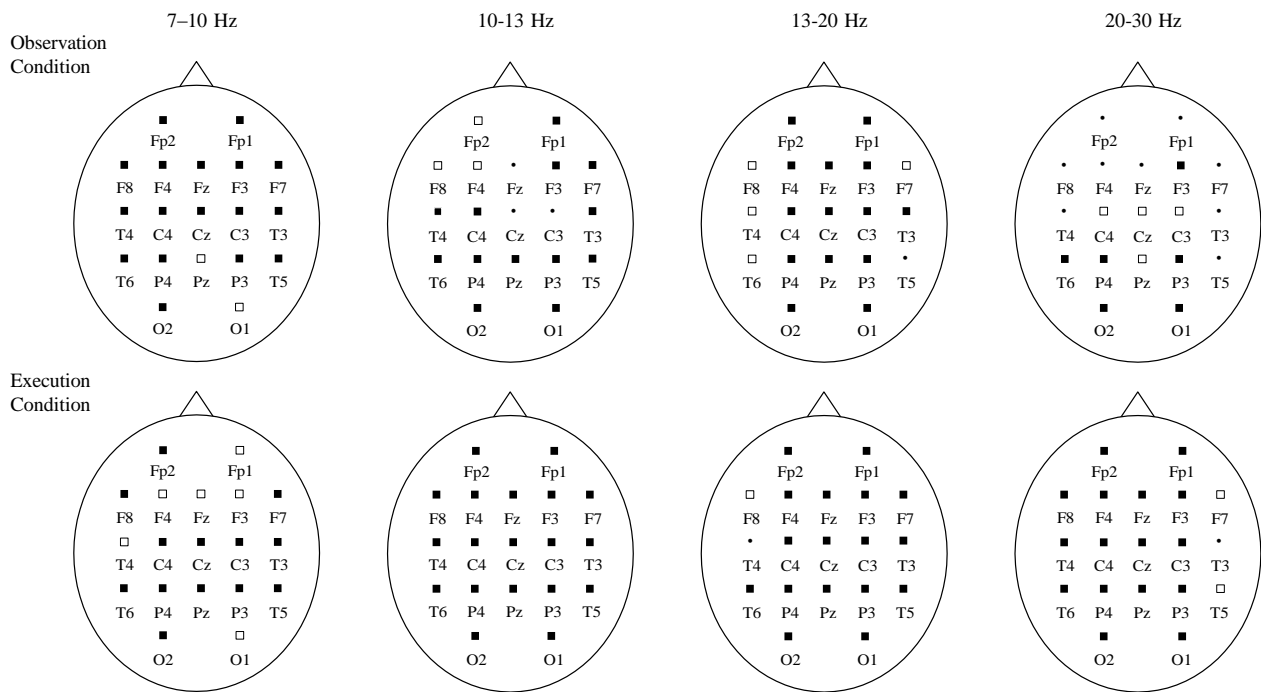 7–10 Hz 10-13 Hz 13-20 Hz 20-30 Hz
Observation
Condition
Fp2 Fp1 Fp2 Fp1 Fp2 Fp1 Fp2 Fp1
F8 F4 Fz F3 F7 F8 F4 Fz F3 F7 F8 F4 Fz F3 F7 F8 F4 Fz F3 F7
T4 C4 Cz C3 T3 T4 C4 Cz C3 T3 T4 C4 Cz C3 T3 T4 C4 Cz C3 T3
T6 P4 Pz P3 T5 T6 P4 Pz P3 T5 T6 P4 Pz P3 T5 T6 P4 Pz P3 T5
O2 O1 O2 O1 O2 O1 O2 O1
Execution
Condition
Fp2 Fp1 Fp2 Fp1 Fp2 Fp1 Fp2 Fp1
F8 F4 Fz F3 F7 F8 F4 Fz F3 F7 F8 F4 Fz F3 F7 F8 F4 Fz F3 F7
T4 C4 Cz C3 T3 T4 C4 Cz C3 T3 T4 C4 Cz C3 T3 T4 C4 Cz C3 T3
T6 P4 Pz P3 T5 T6 P4 Pz P3 T5 T6 P4 Pz P3 T5 T6 P4 Pz P3 T5
O2 O1 O2 O1 O2 O1 O2 O1